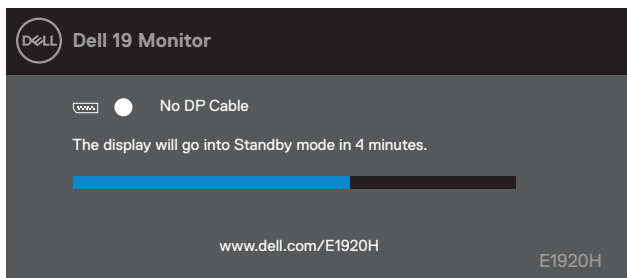 DELL Dell 19 Monitor
No DP Cable
The display will go into Standby mode in 4 minutes.
www.dell.com/E1920H
E1920H